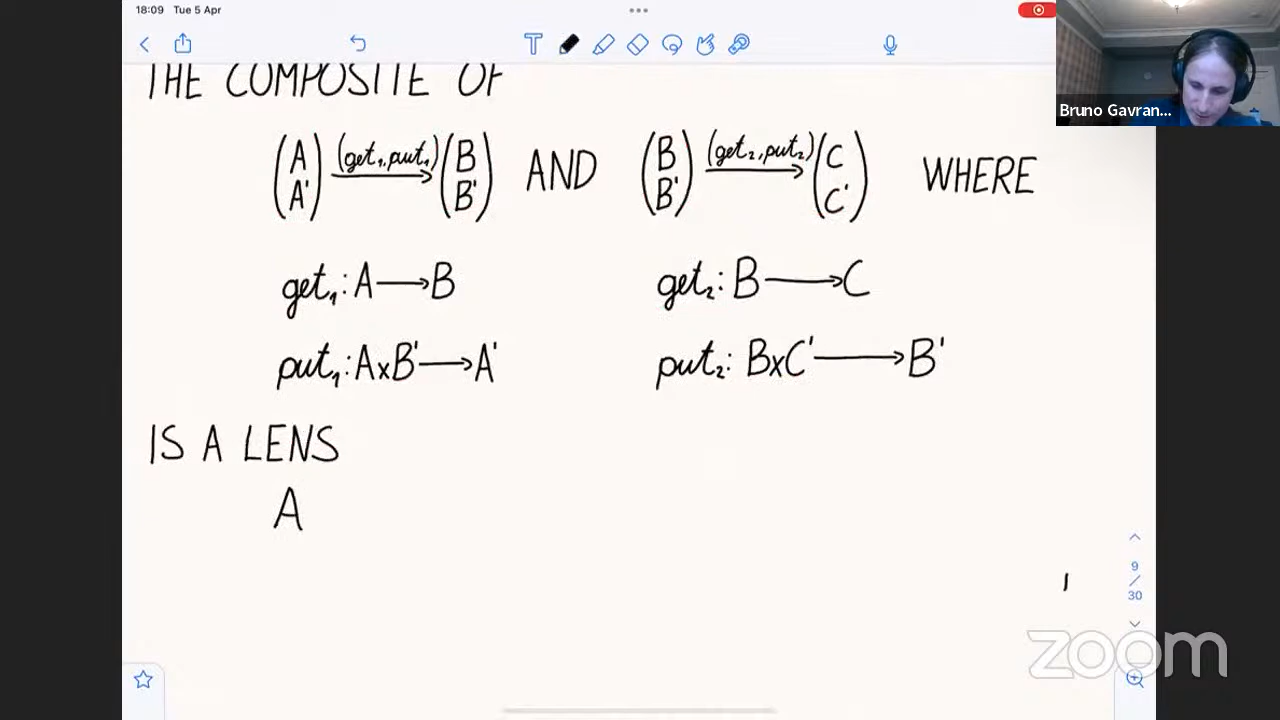 18:09 Tue 5 Apr
Bruno Gavran...
THE COMPOSITE OF
(A A') (get₁,put₁)→ (B B') AND (B B') (get₂,put₂)→ (C C') WHERE
get₁: A → B get₂: B → C
put₁: A×B' → A' put₂: B×C' → B'
IS A LENS
A
9
/
30
zoom